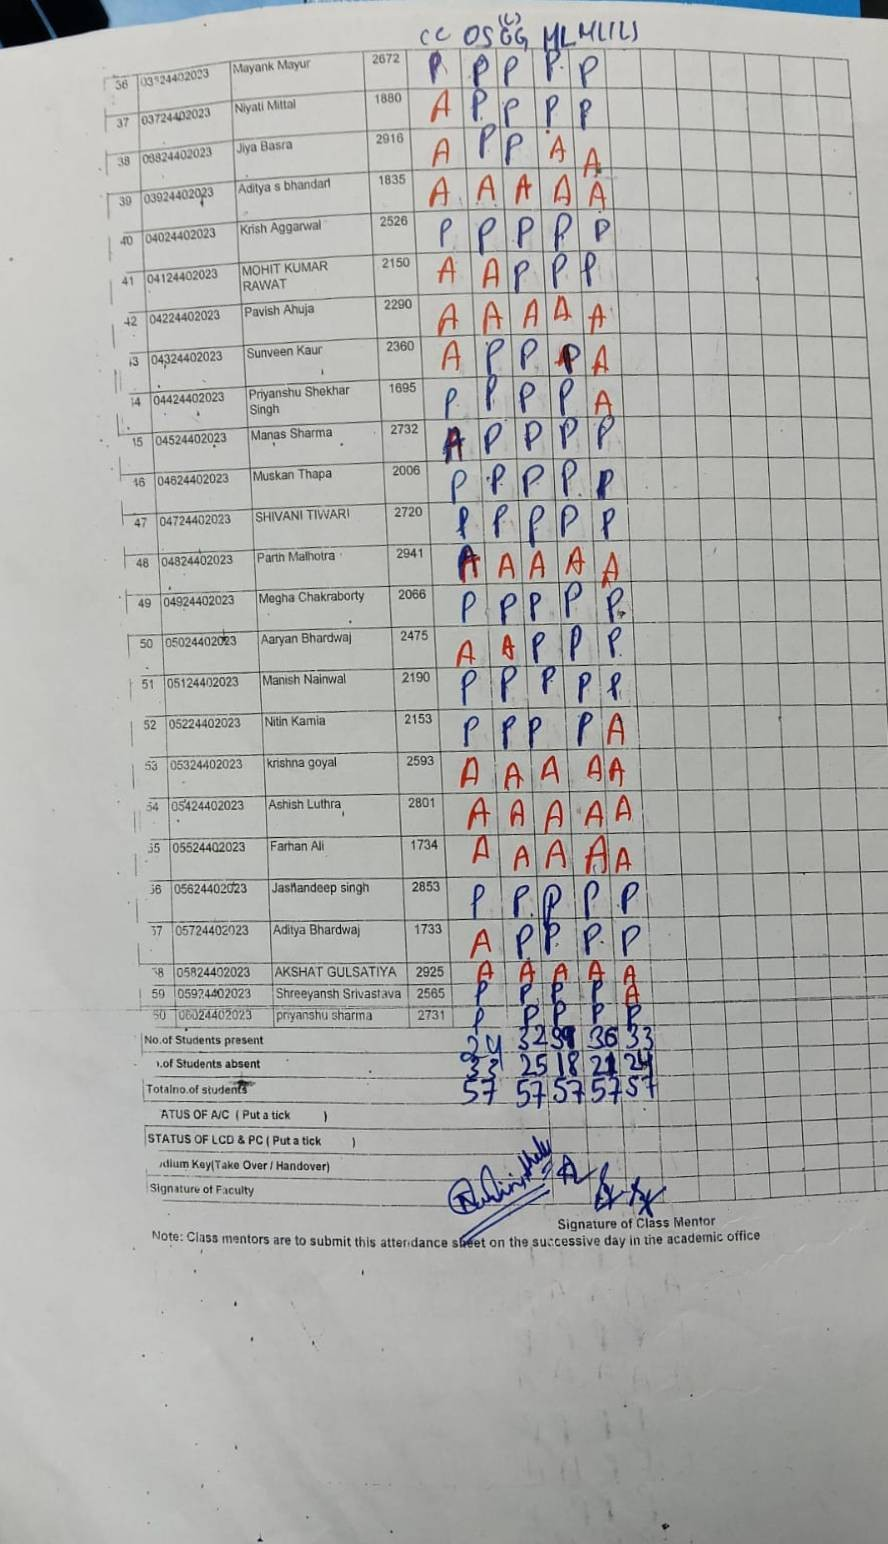 (L)
CC OS GG ML ML(L)
36 03524402023 Mayank Mayur 2672 P P P P P
37 03724402023 Niyati Mittal 1880 A P P P P
38 03824402023 Jiya Basra 2916 A P P A A
39 03924402023 Aditya s bhandari 1835 A A A A A
40 04024402023 Krish Aggarwal 2526 P P P P P
41 04124402023 MOHIT KUMAR RAWAT 2150 A A P P P
42 04224402023 Pavish Ahuja 2290 A A A A A
43 04324402023 Sunveen Kaur 2360 A P P P A
44 04424402023 Priyanshu Shekhar Singh 1695 P P P P A
45 04524402023 Manas Sharma 2732 A P P P P
46 04624402023 Muskan Thapa 2006 P P P P P
47 04724402023 SHIVANI TIWARI 2720 P P P P P
48 04824402023 Parth Malhotra 2941 A A A A A
49 04924402023 Megha Chakraborty 2066 P P P P P
50 05024402023 Aaryan Bhardwaj 2475 A A P P P
51 05124402023 Manish Nainwal 2190 P P P P P
52 05224402023 Nitin Kamia 2153 P P P P A
53 05324402023 krishna goyal 2593 A A A A A
54 05424402023 Ashish Luthra 2801 A A A A A
55 05524402023 Farhan Ali 1734 A A A A A
56 05624402023 Jashandeep singh 2853 P P P P P
57 05724402023 Aditya Bhardwaj 1733 A P P P P
58 05824402023 AKSHAT GULSATIYA 2925 A A A A A
59 05924402023 Shreeyansh Srivastava 2565 P P P P A
60 06024402023 priyanshu sharma 2731 P P P P P
No.of Students present 24 32 39 36 33
.of Students absent 33 25 18 21 24
Totalno.of students 57 57 57 57 57
ATUS OF A/C ( Put a tick )
STATUS OF LCD & PC ( Put a tick )
dium Key(Take Over / Handover)
Signature of Faculty
Signature of Class Mentor
Note: Class mentors are to submit this attendance sheet on the successive day in the academic office